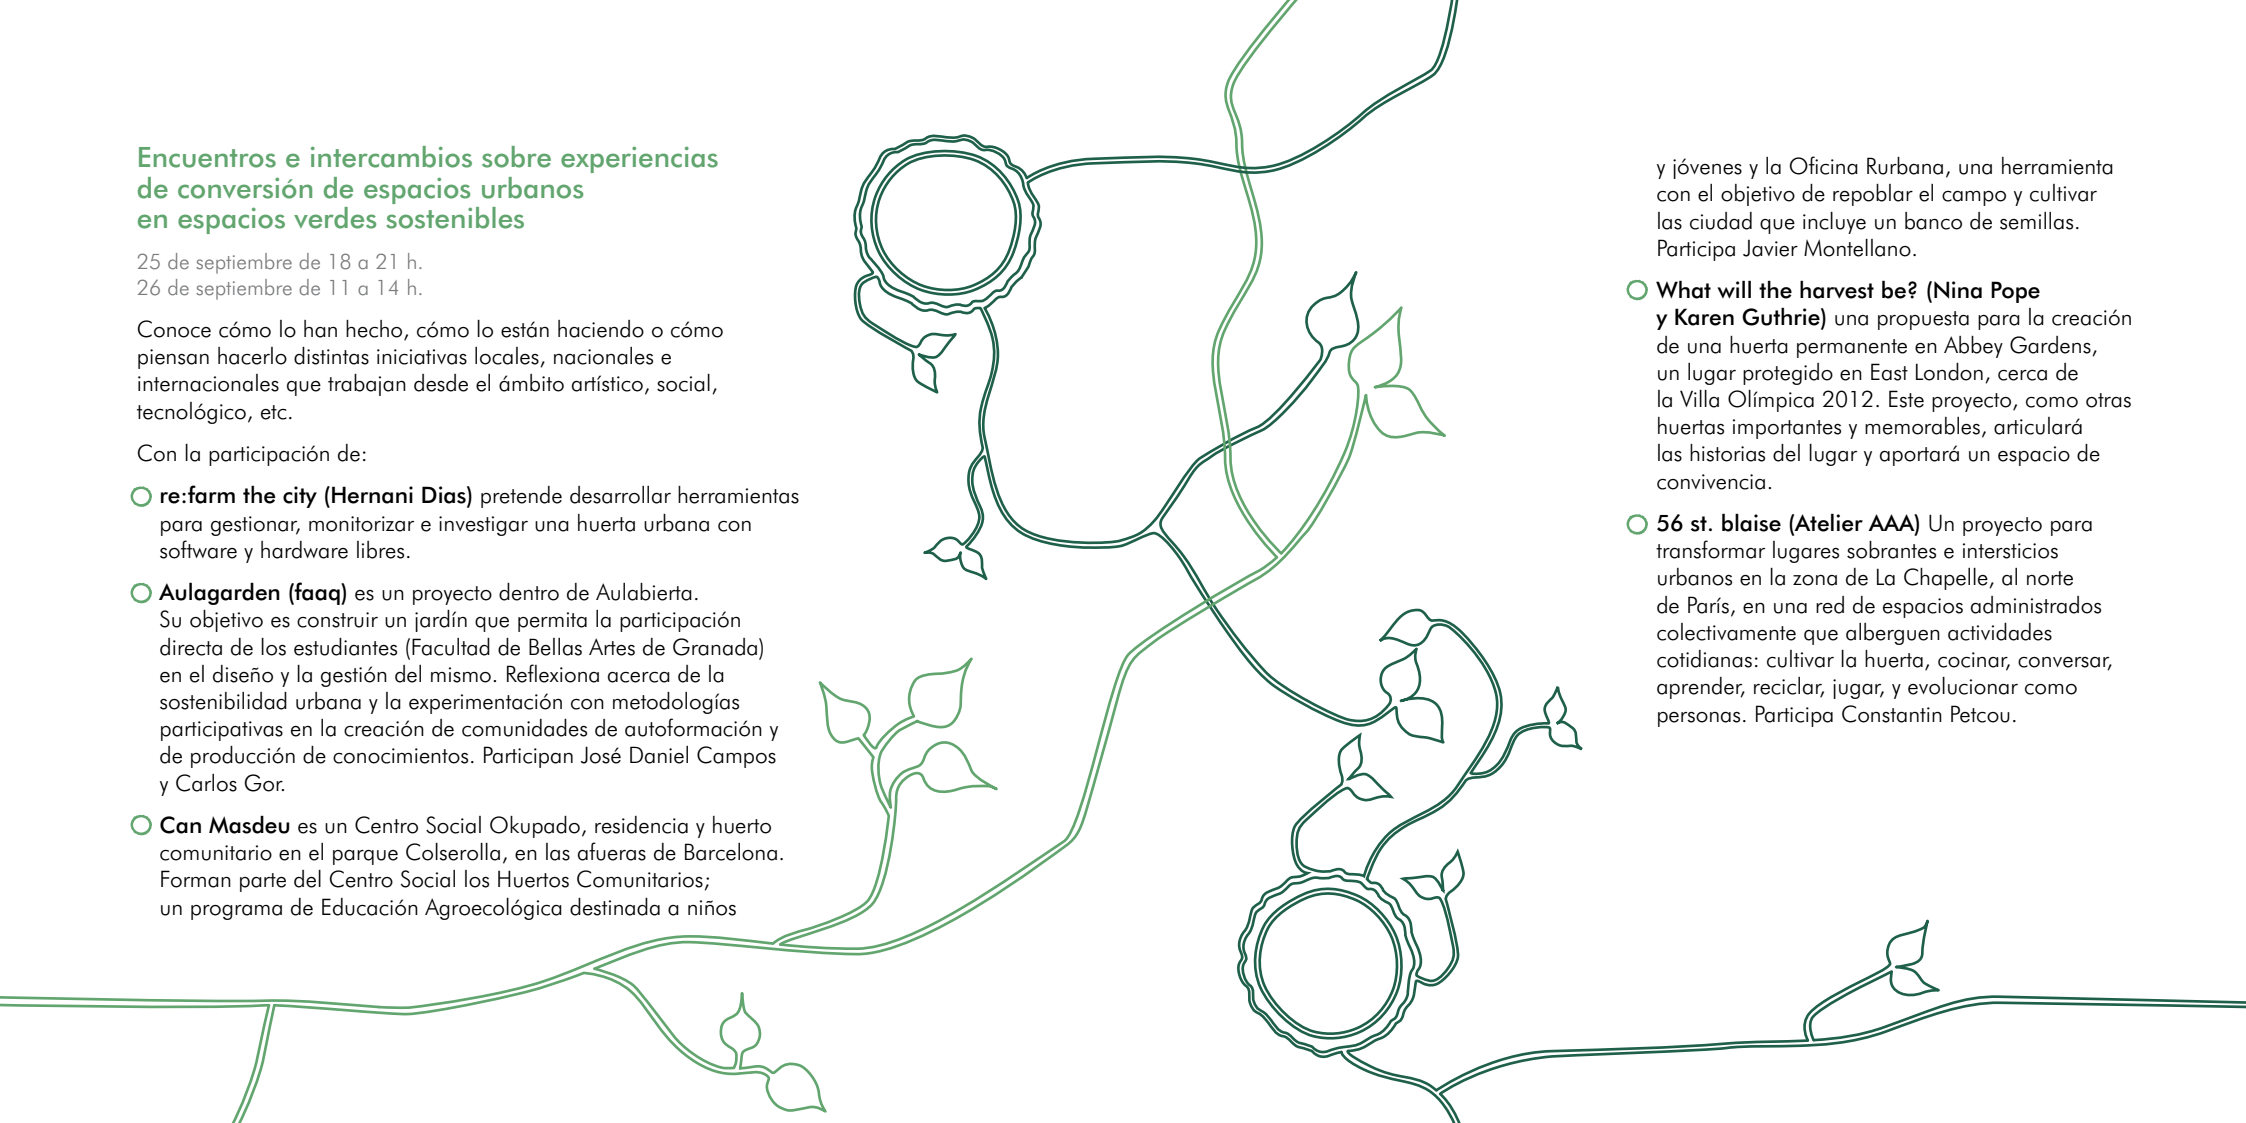 Encuentros e intercambios sobre experiencias
de conversión de espacios urbanos
en espacios verdes sostenibles
25 de septiembre de 18 a 21 h.
26 de septiembre de 11 a 14 h.
Conoce cómo lo han hecho, cómo lo están haciendo o cómo
piensan hacerlo distintas iniciativas locales, nacionales e
internacionales que trabajan desde el ámbito artístico, social,
tecnológico, etc.
Con la participación de:
re:farm the city (Hernani Dias) pretende desarrollar herramientas
para gestionar, monitorizar e investigar una huerta urbana con
software y hardware libres.
Aulagarden (faaq) es un proyecto dentro de Aulabierta.
Su objetivo es construir un jardín que permita la participación
directa de los estudiantes (Facultad de Bellas Artes de Granada)
en el diseño y la gestión del mismo. Reflexiona acerca de la
sostenibilidad urbana y la experimentación con metodologías
participativas en la creación de comunidades de autoformación y
de producción de conocimientos. Participan José Daniel Campos
y Carlos Gor.
Can Masdeu es un Centro Social Okupado, residencia y huerto
comunitario en el parque Colserolla, en las afueras de Barcelona.
Forman parte del Centro Social los Huertos Comunitarios;
un programa de Educación Agroecológica destinada a niños
y jóvenes y la Oficina Rurbana, una herramienta
con el objetivo de repoblar el campo y cultivar
las ciudad que incluye un banco de semillas.
Participa Javier Montellano.
What will the harvest be? (Nina Pope
y Karen Guthrie) una propuesta para la creación
de una huerta permanente en Abbey Gardens,
un lugar protegido en East London, cerca de
la Villa Olímpica 2012. Este proyecto, como otras
huertas importantes y memorables, articulará
las historias del lugar y aportará un espacio de
convivencia.
56 st. blaise (Atelier AAA) Un proyecto para
transformar lugares sobrantes e intersticios
urbanos en la zona de La Chapelle, al norte
de París, en una red de espacios administrados
colectivamente que alberguen actividades
cotidianas: cultivar la huerta, cocinar, conversar,
aprender, reciclar, jugar, y evolucionar como
personas. Participa Constantin Petcou.